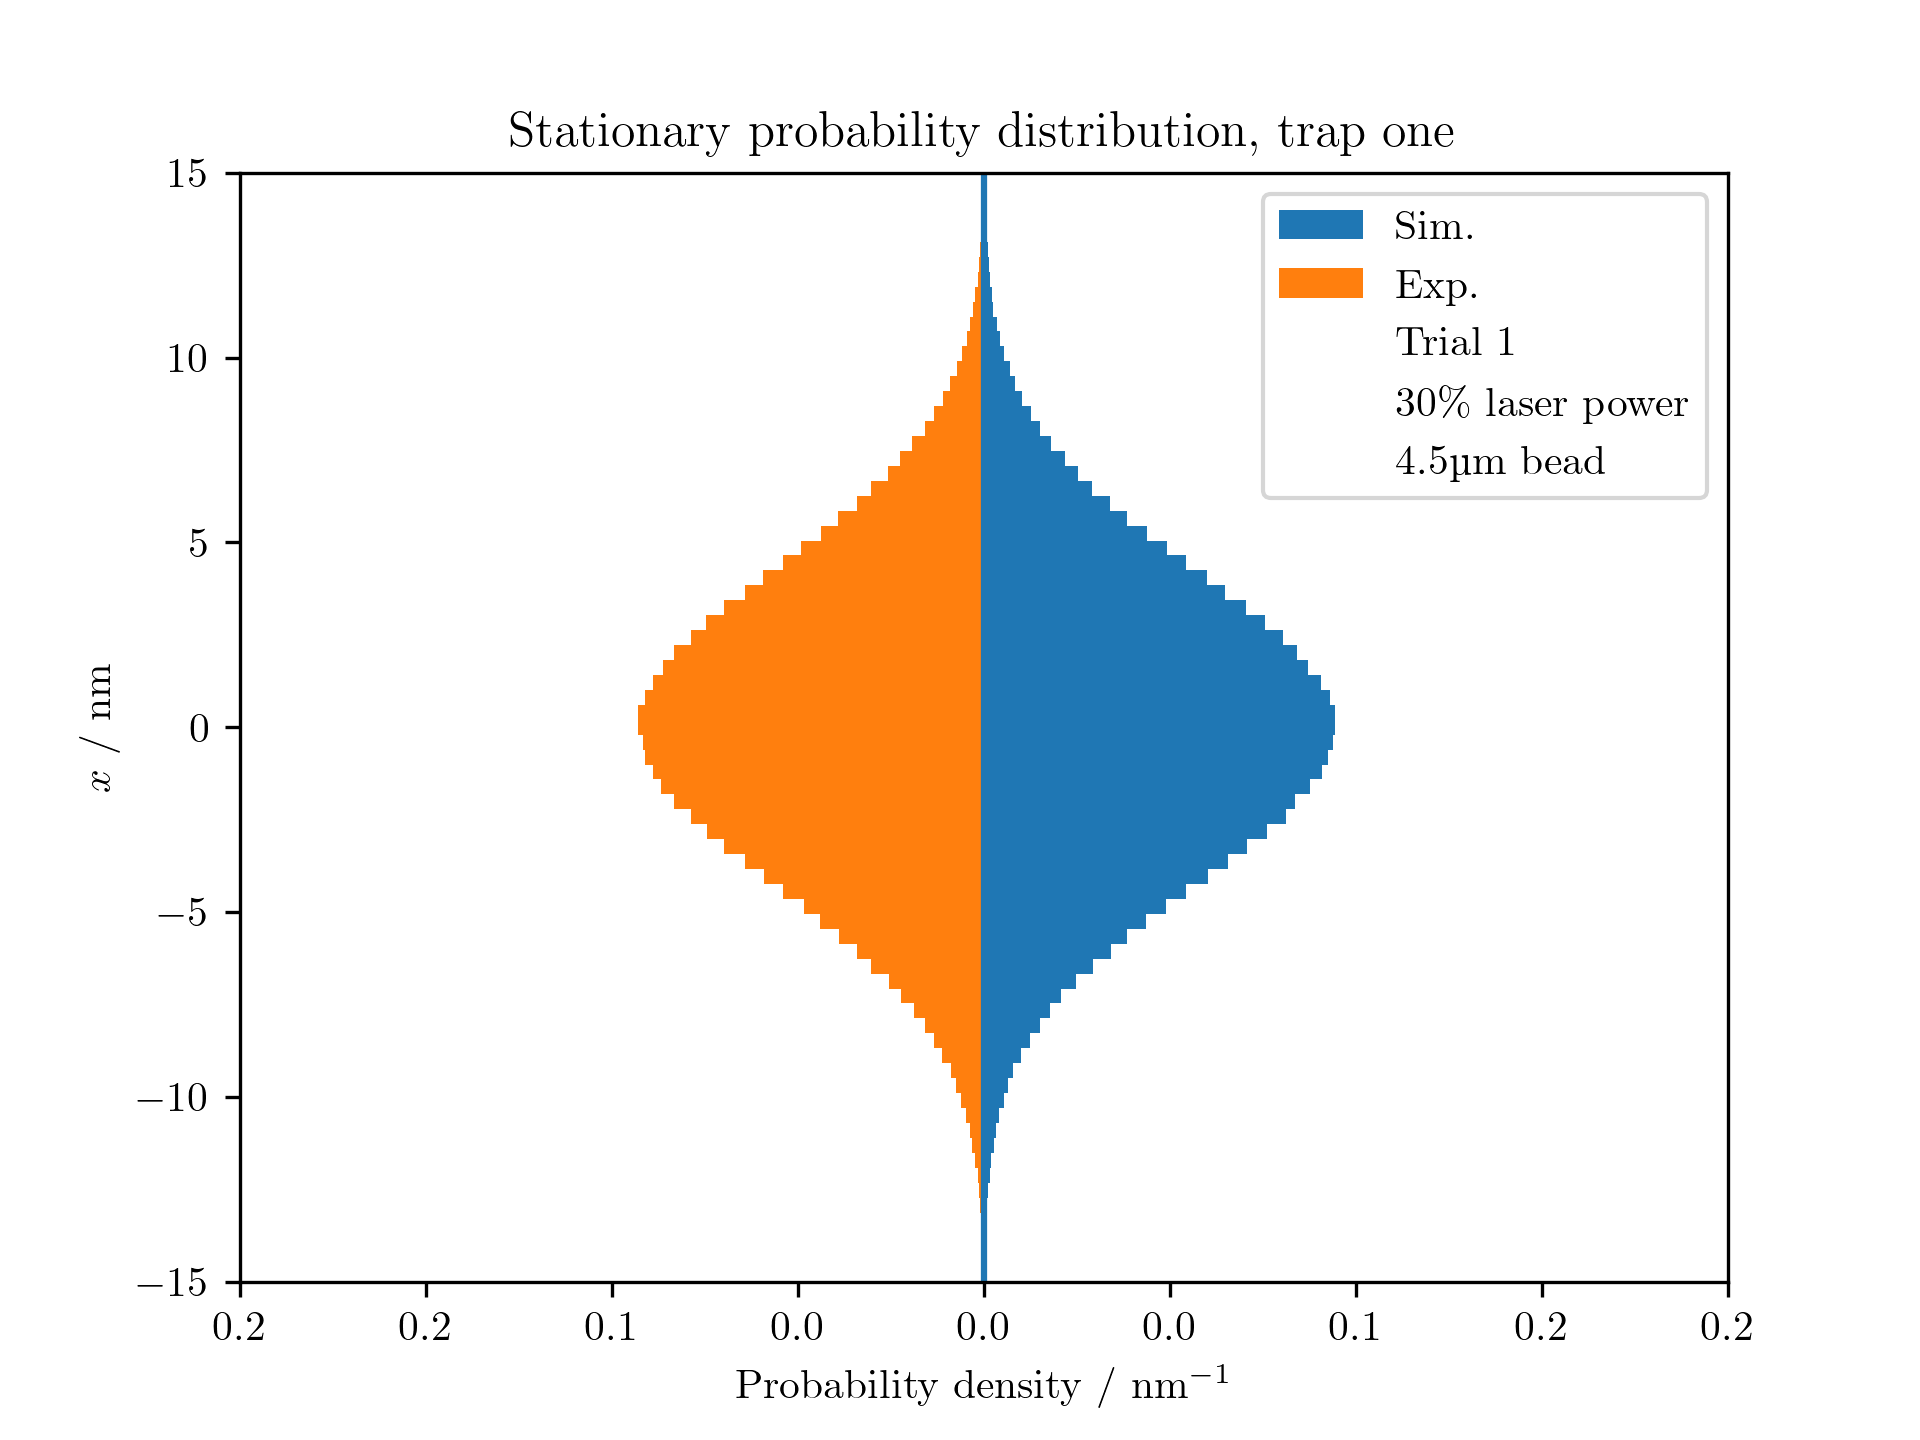 Stationary probability distribution, trap one
15
10
5
0
−5
−10
−15
x / nm
Sim.
Exp.
Trial 1
30% laser power
4.5µm bead
0.2 0.2 0.1 0.0 0.0 0.0 0.1 0.2 0.2
Probability density / nm⁻¹